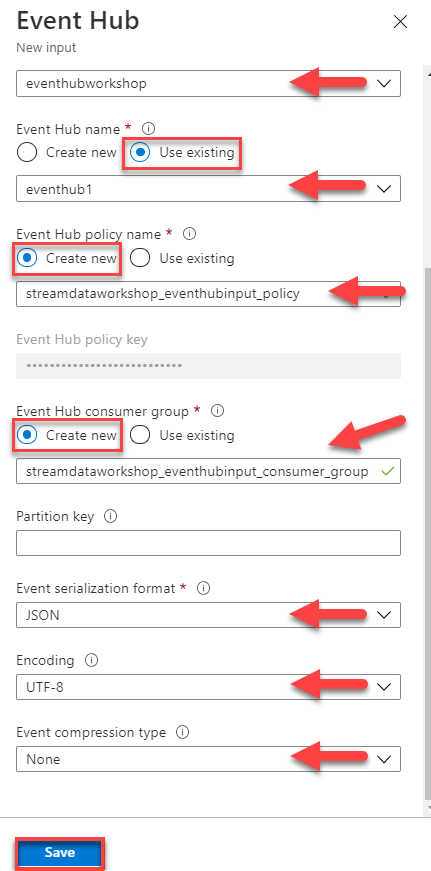 Event Hub
New input
eventhubworkshop
Event Hub name *
Create new Use existing
eventhub1
Event Hub policy name *
Create new Use existing
streamdataworkshop_eventhubinput_policy
Event Hub policy key
••••••••••••••••••••••••••••
Event Hub consumer group *
Create new Use existing
streamdataworkshop_eventhubinput_consumer_group
Partition key
Event serialization format *
JSON
Encoding
UTF-8
Event compression type
None
Save